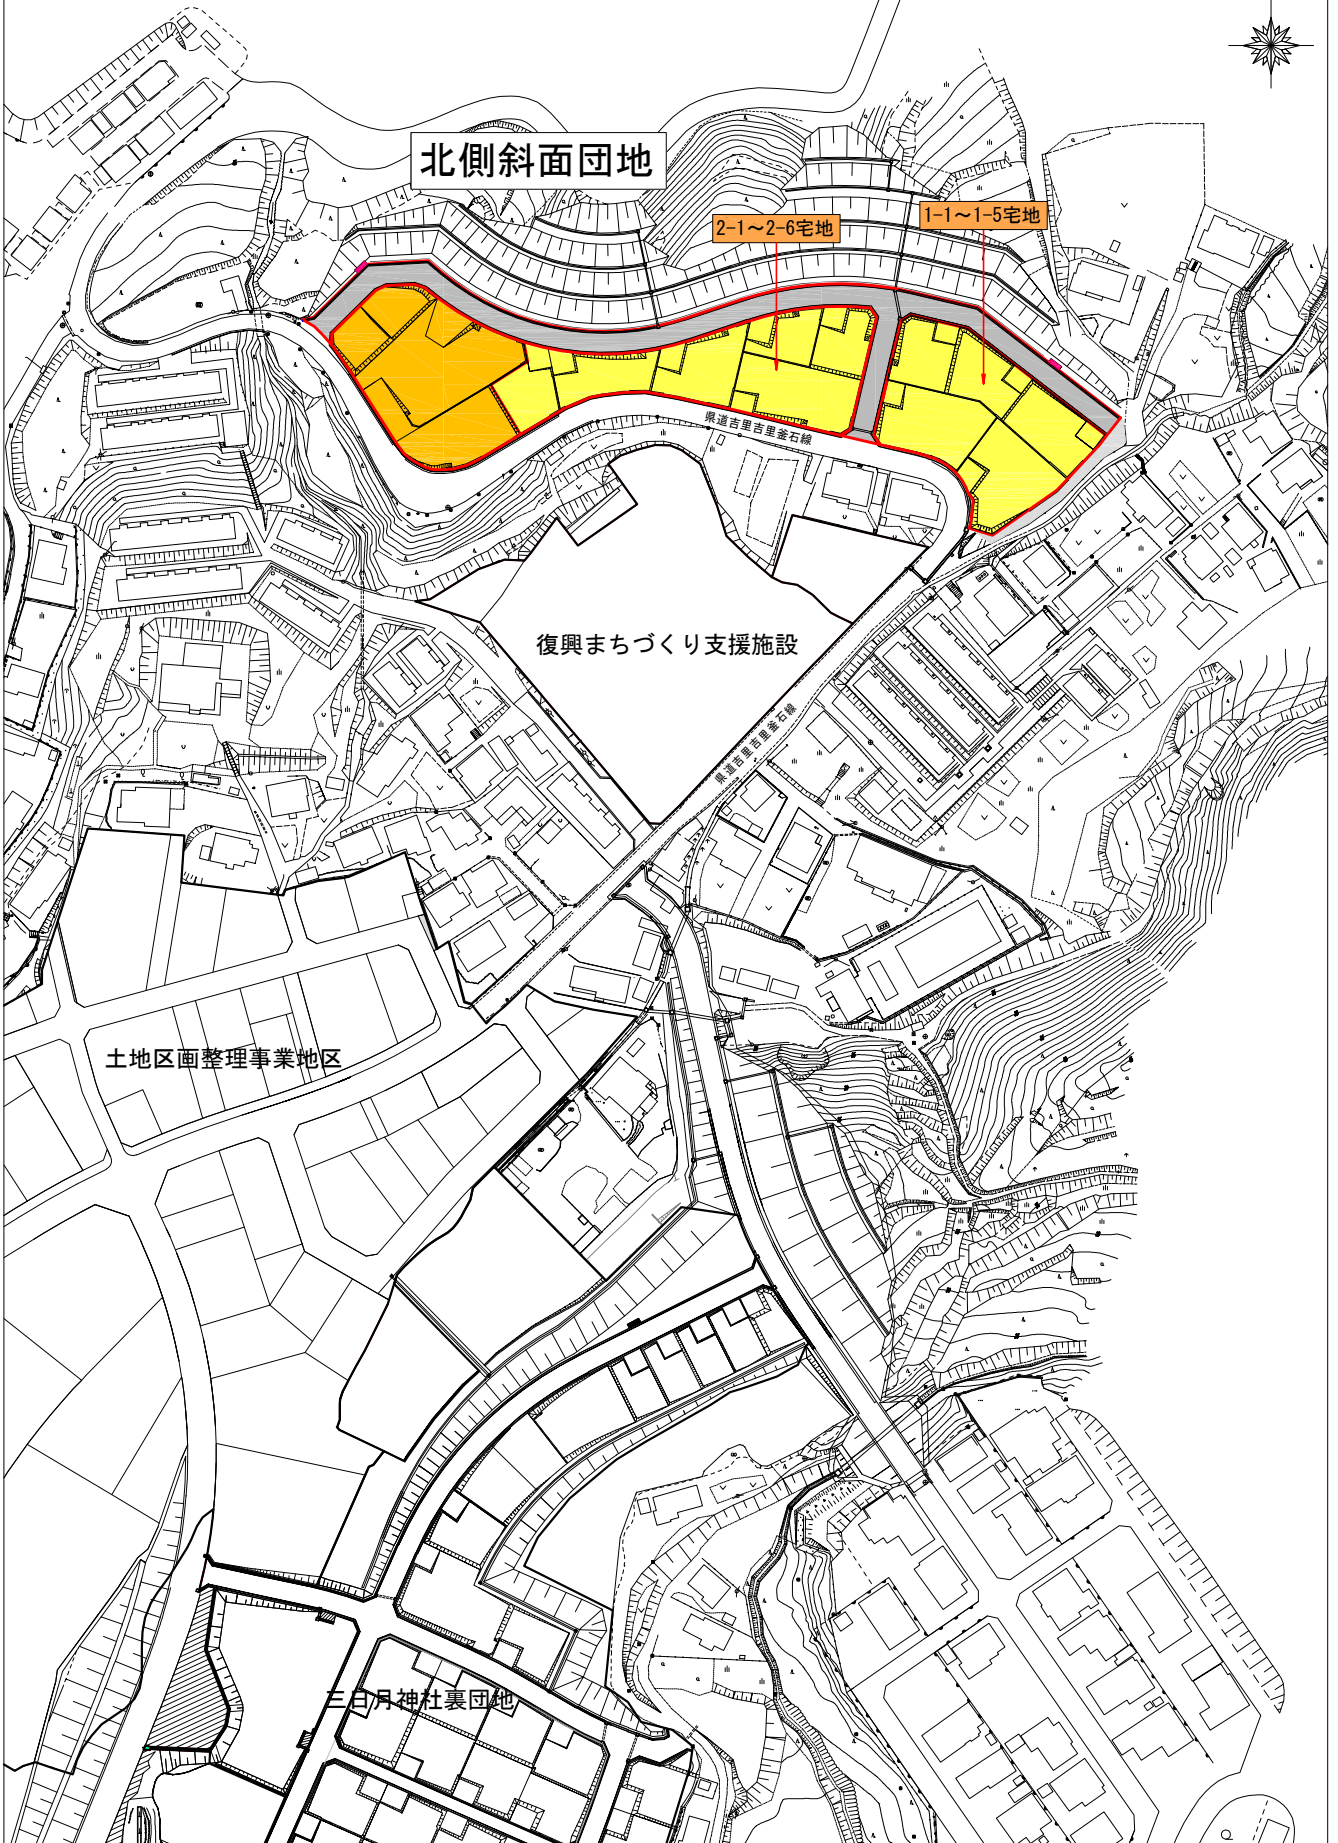 北側斜面団地
1-1～1-5宅地
2-1～2-6宅地
県道吉里吉里釜石線
復興まちづくり支援施設
県道吉里吉里釜石線
土地区画整理事業地区
三日月神社裏団地